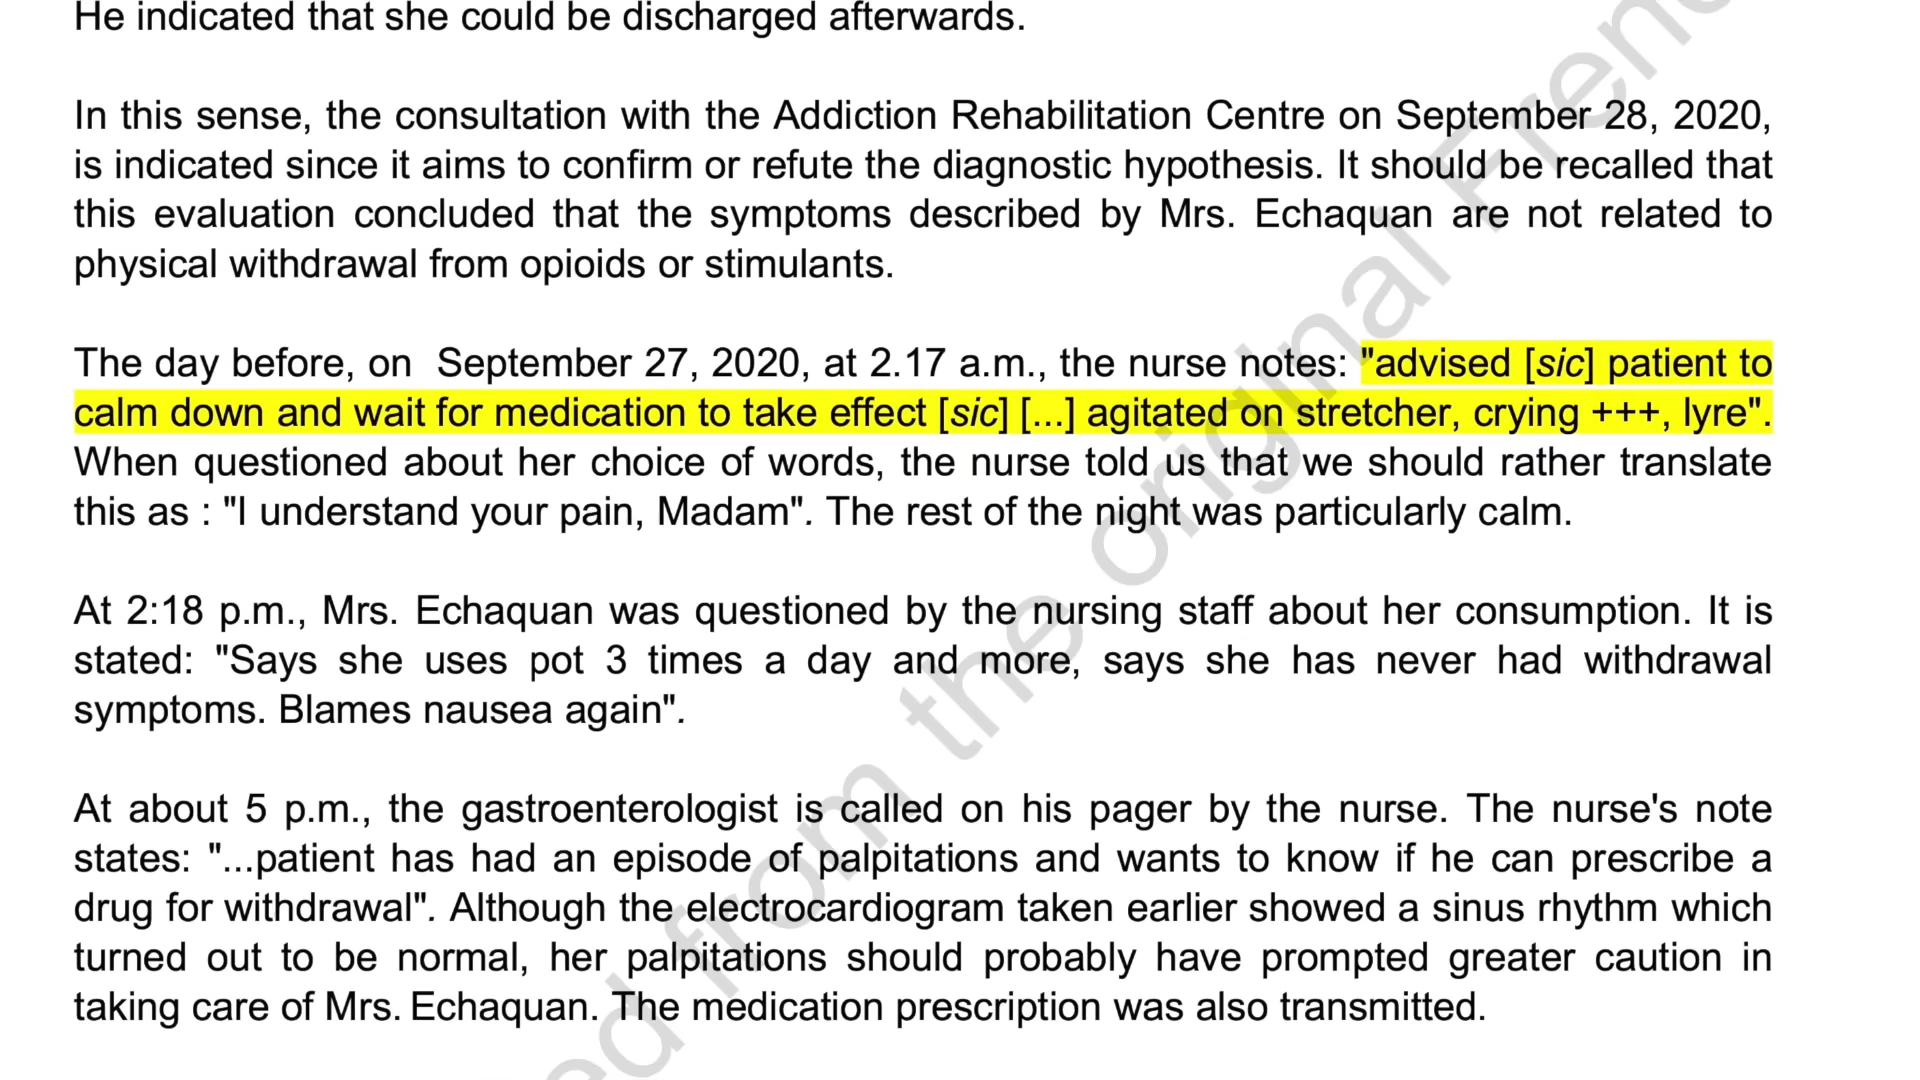 He indicated that she could be discharged afterwards.
In this sense, the consultation with the Addiction Rehabilitation Centre on September 28, 2020,
is indicated since it aims to confirm or refute the diagnostic hypothesis. It should be recalled that
this evaluation concluded that the symptoms described by Mrs. Echaquan are not related to
physical withdrawal from opioids or stimulants.
The day before, on September 27, 2020, at 2.17 a.m., the nurse notes: "advised [sic] patient to
calm down and wait for medication to take effect [sic] [...] agitated on stretcher, crying +++, lyre".
When questioned about her choice of words, the nurse told us that we should rather translate
this as : "I understand your pain, Madam". The rest of the night was particularly calm.
At 2:18 p.m., Mrs. Echaquan was questioned by the nursing staff about her consumption. It is
stated: "Says she uses pot 3 times a day and more, says she has never had withdrawal
symptoms. Blames nausea again".
At about 5 p.m., the gastroenterologist is called on his pager by the nurse. The nurse's note
states: "...patient has had an episode of palpitations and wants to know if he can prescribe a
drug for withdrawal". Although the electrocardiogram taken earlier showed a sinus rhythm which
turned out to be normal, her palpitations should probably have prompted greater caution in
taking care of Mrs. Echaquan. The medication prescription was also transmitted.
from the original